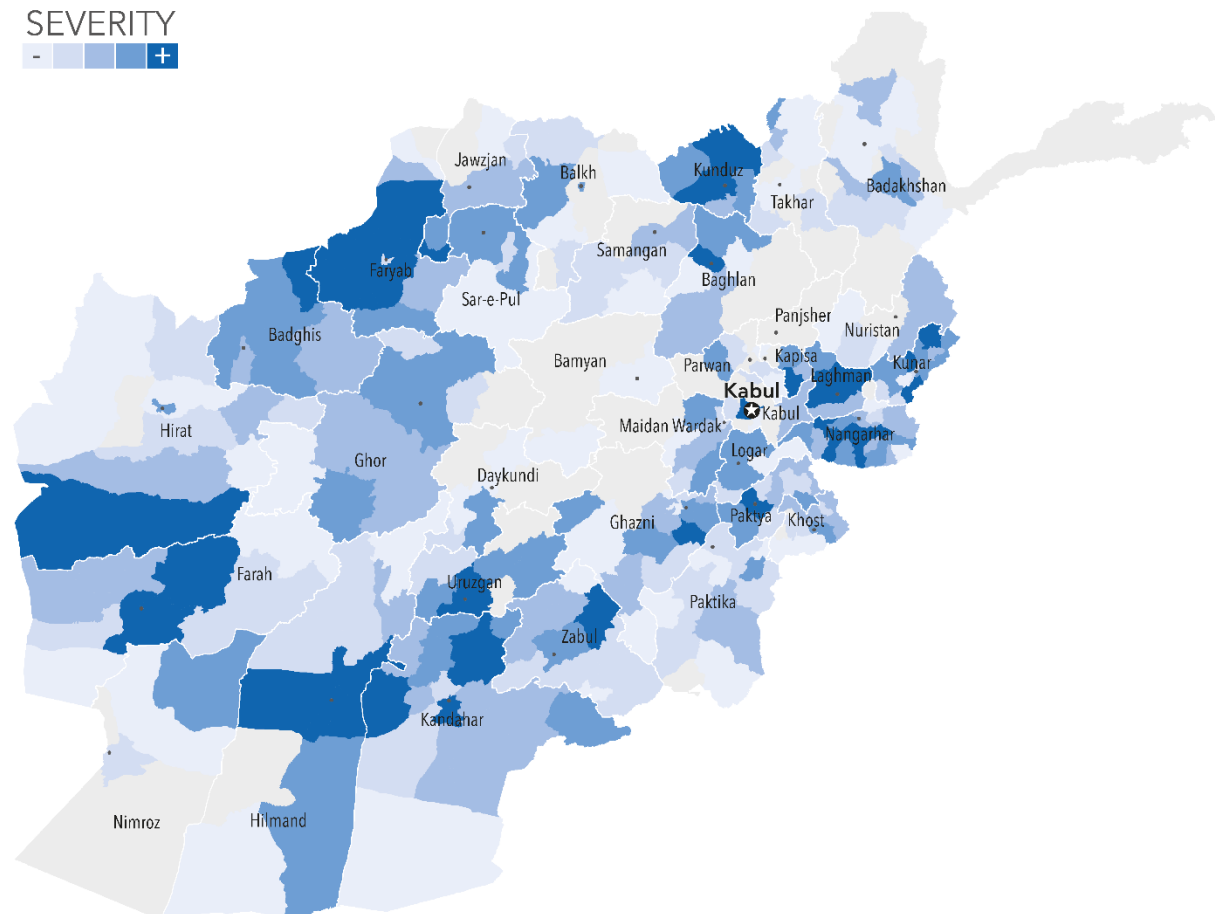 SEVERITY
- +
Jawzjan
Balkh
Kunduz
Takhar
Badakhshan
Faryab
Samangan
Baghlan
Sar-e-Pul
Badghis
Panjsher
Nuristan
Bamyan
Parwan
Kapisa
Laghman
Kunar
Kabul
Kabul
Hirat
Maidan Wardak
Nangarhar
Ghor
Logar
Daykundi
Ghazni
Paktya
Khost
Farah
Uruzgan
Paktika
Zabul
Kandahar
Nimroz
Hilmand